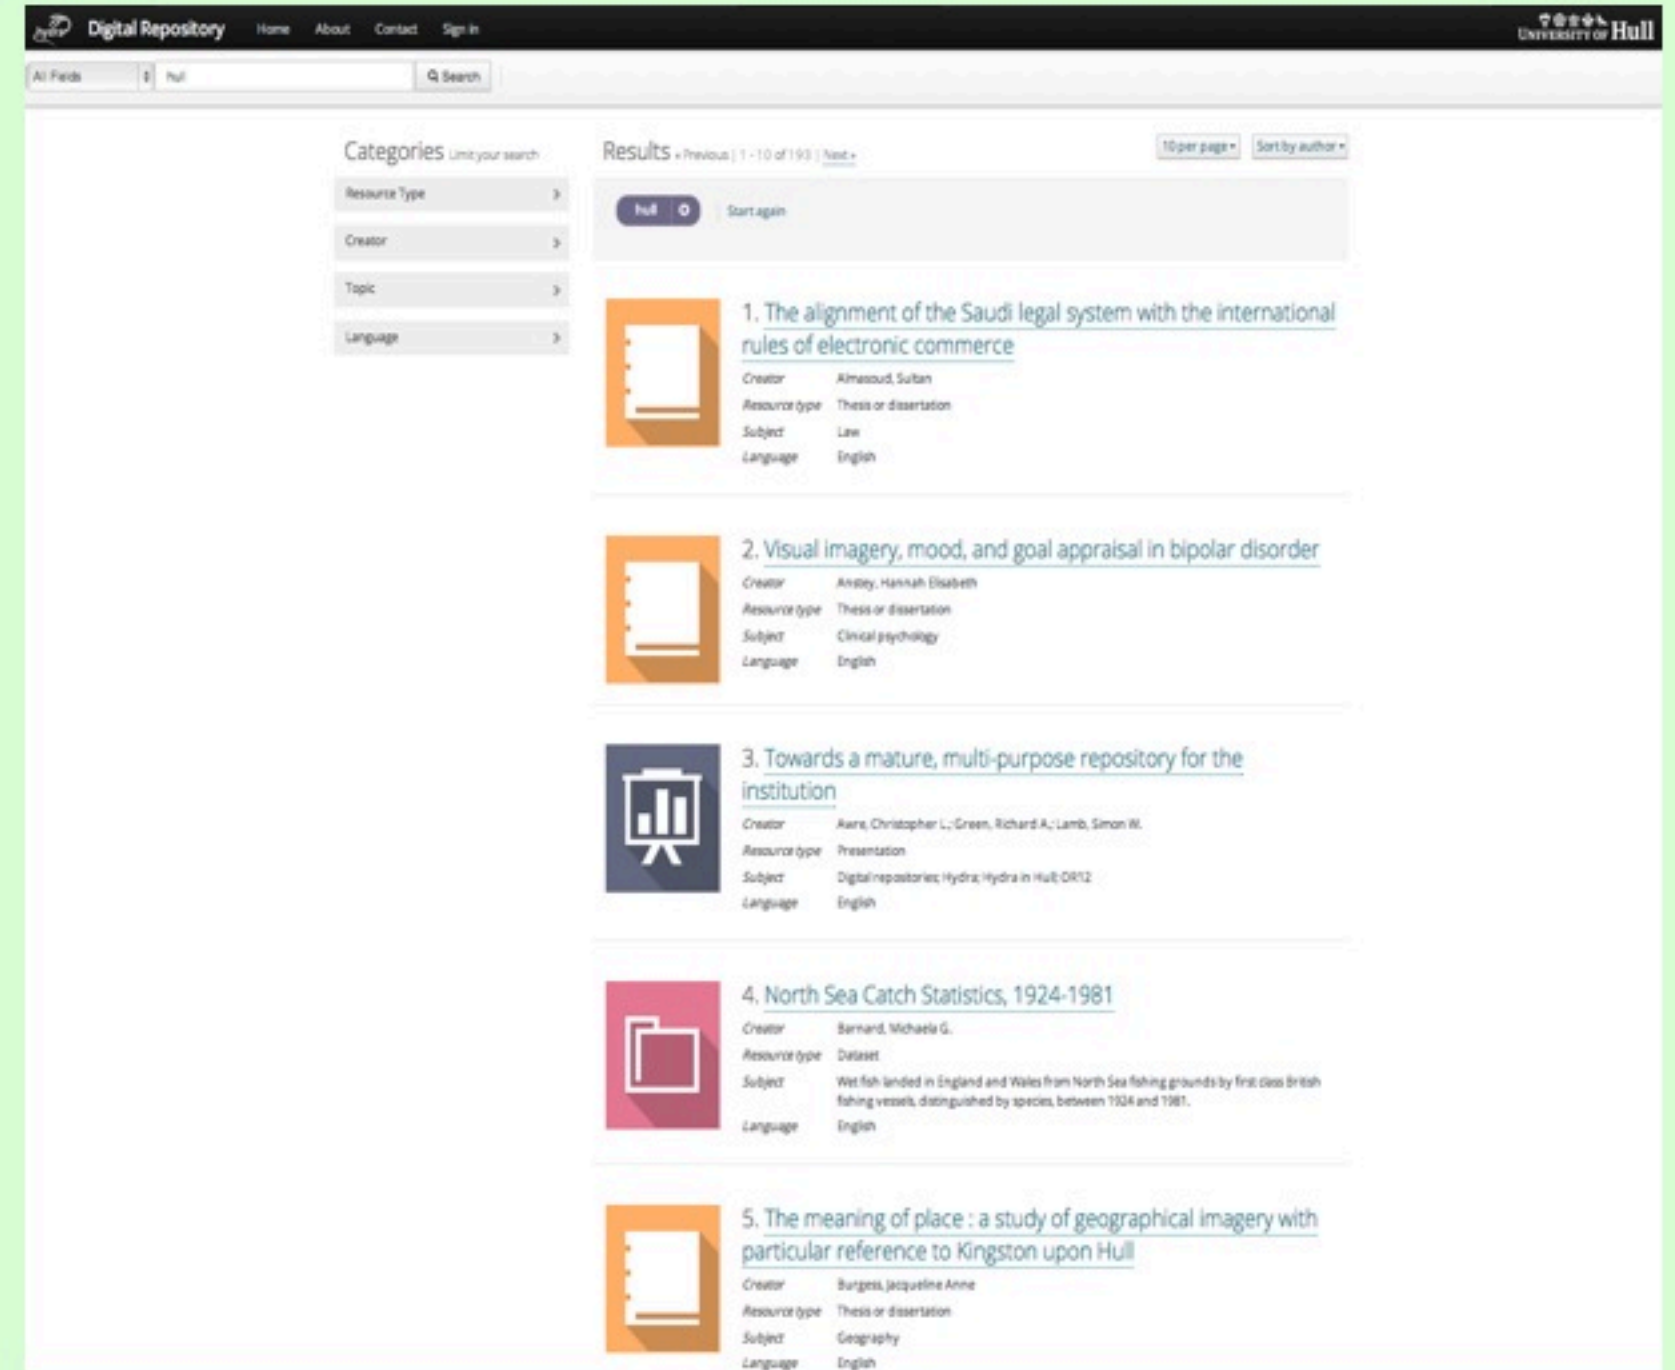 Digital Repository Home About Contact Sign in
UNIVERSITY OF Hull
All Fields hull Search
Categories Limit your search
Resource Type
Creator
Topic
Language
Results « Previous | 1 - 10 of 193 | Next »
10 per page Sort by author
hull Start again
1. The alignment of the Saudi legal system with the international
rules of electronic commerce
Creator Almasoud, Sultan
Resource type Thesis or dissertation
Subject Law
Language English
2. Visual imagery, mood, and goal appraisal in bipolar disorder
Creator Anstey, Hannah Elisabeth
Resource type Thesis or dissertation
Subject Clinical psychology
Language English
3. Towards a mature, multi-purpose repository for the
institution
Creator Awre, Christopher L.; Green, Richard A.; Lamb, Simon W.
Resource type Presentation
Subject Digital repositories; Hydra; Hydra in Hull; OR12
Language English
4. North Sea Catch Statistics, 1924-1981
Creator Barnard, Michaela G.
Resource type Dataset
Subject Wet fish landed in England and Wales from North Sea fishing grounds by first class British
fishing vessels, distinguished by species, between 1924 and 1981.
Language English
5. The meaning of place : a study of geographical imagery with
particular reference to Kingston upon Hull
Creator Burgess, Jacqueline Anne
Resource type Thesis or dissertation
Subject Geography
Language English